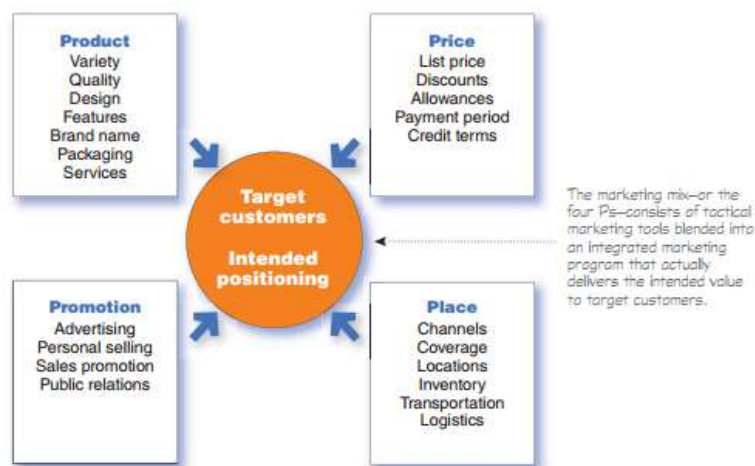 Product
Variety
Quality
Design
Features
Brand name
Packaging
Services
Price
List price
Discounts
Allowances
Payment period
Credit terms
Target
customers
Intended
positioning
The marketing mix—or the
four Ps—consists of tactical
marketing tools blended into
an integrated marketing
program that actually
delivers the intended value
to target customers.
Promotion
Advertising
Personal selling
Sales promotion
Public relations
Place
Channels
Coverage
Locations
Inventory
Transportation
Logistics